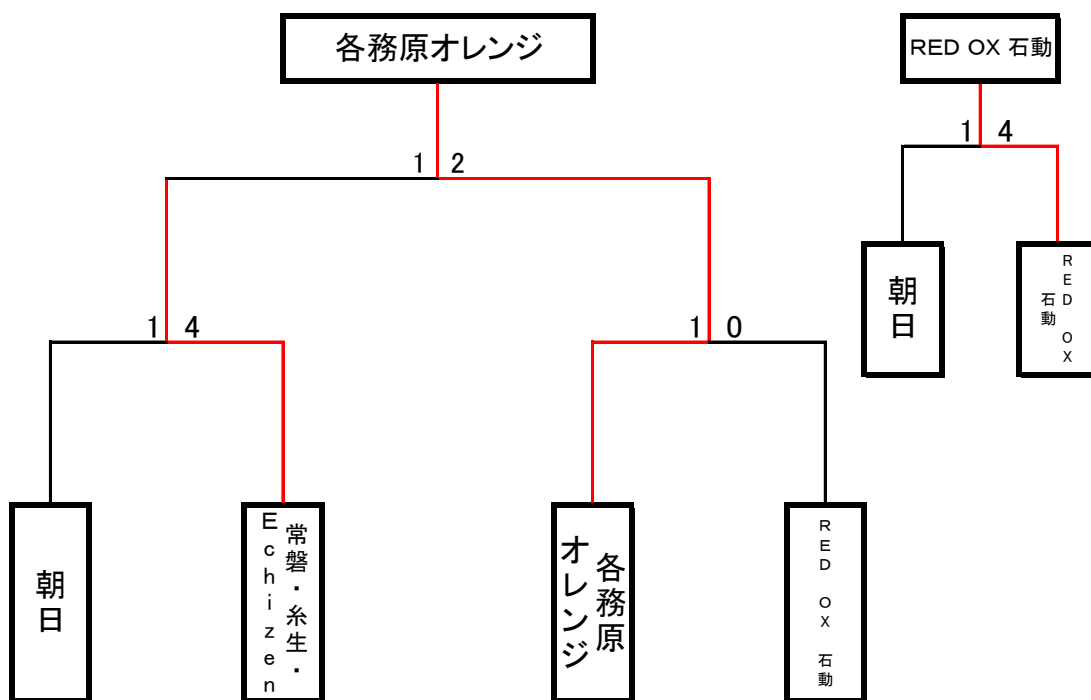 各務原オレンジ
RED OX 石動
1 2
1 4
朝日
RED OX
石動
1 4
1 0
朝日
常磐・糸生・
Echizen
各務原
オレンジ
RED OX 石動